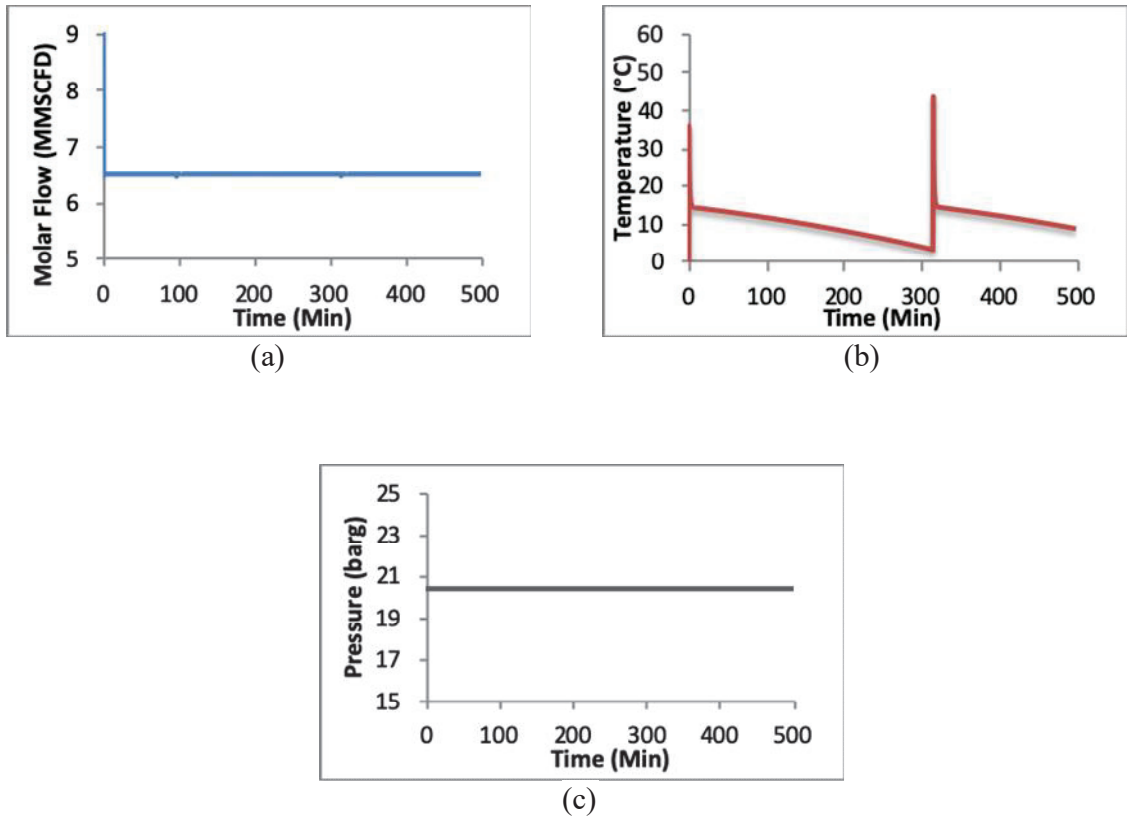 Molar Flow (MMSCFD)
9
8
7
6
5
0 100 200 300 400 500
Time (Min)
(a)
Temperature (°C)
60
50
40
30
20
10
0
0 100 200 300 400 500
Time (Min)
(b)
Pressure (barg)
25
23
21
19
17
15
0 100 200 300 400 500
Time (Min)
(c)